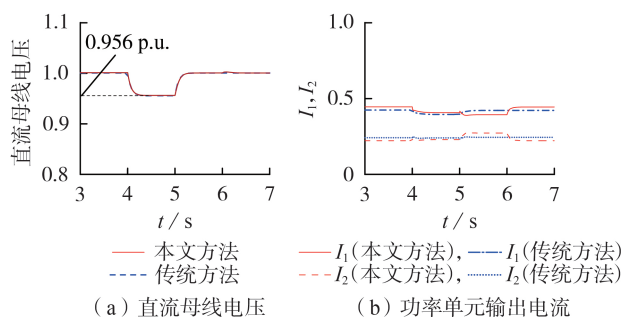 1.1
0.956 p.u.
1.0
0.9
0.8
直流母线电压
3 4 5 6 7
t / s
本文方法
传统方法
(a) 直流母线电压
1.0
0.5
0
I₁, I₂
3 4 5 6 7
t / s
I₁(本文方法), I₁(传统方法)
I₂(本文方法), I₂(传统方法)
(b) 功率单元输出电流